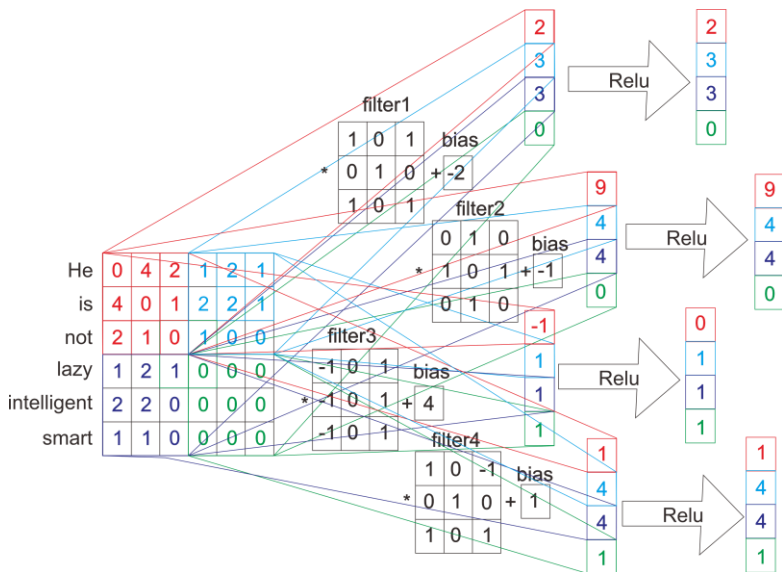 2
3
3
0
Relu
2
3
3
0
filter1
1 0 1
* 0 1 0 + -2
1 0 1
bias
9
4
4
0
Relu
9
4
4
0
filter2
0 1 0
* 1 0 1 + -1
0 1 0
bias
He 0 4 2 1 2 1
is 4 0 1 2 2 1
not 2 1 0 1 0 0
lazy 1 2 1 0 0 0
intelligent 2 2 0 0 0 0
smart 1 1 0 0 0 0
filter3
-1 0 1
* -1 0 1 + 4
-1 0 1
bias
-1
1
1
1
Relu
0
1
1
1
filter4
1 0 -1
* 0 1 0 + 1
1 0 1
bias
1
4
4
1
Relu
1
4
4
1